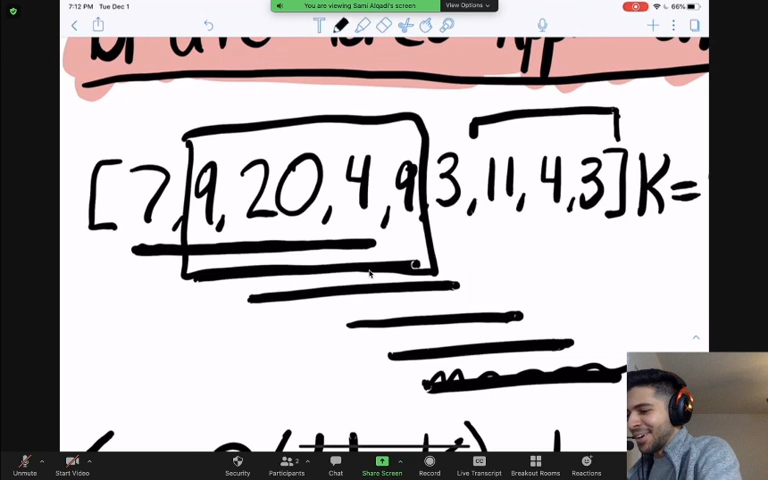 7:12 PM Tue Dec 1
You are viewing Sami Alqadi's screen
View Options
66%
[7,9,20,4,9,3,11,4,3]K=
Unmute
Start Video
Security
Participants
2
Chat
Share Screen
Record
Live Transcript
Breakout Rooms
Reactions